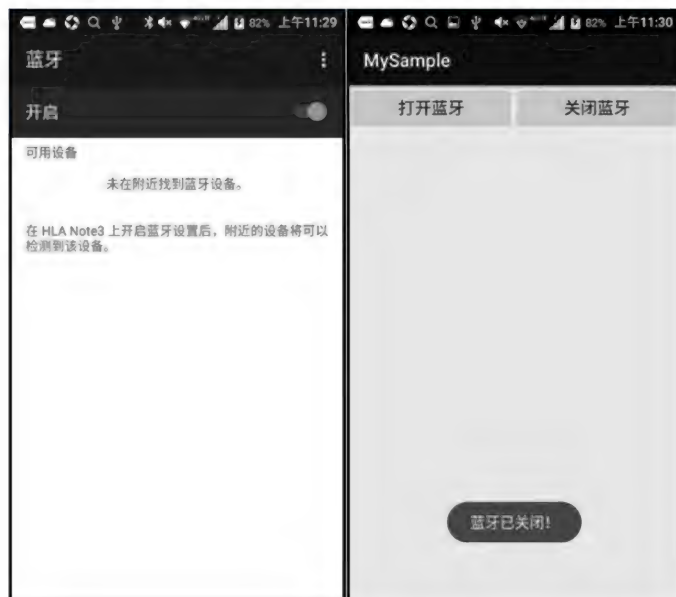 82% 上午11:29
蓝牙
开启
可用设备
未在附近找到蓝牙设备。
在 HLA Note3 上开启蓝牙设置后，附近的设备将可以
检测到该设备。
82% 上午11:30
MySample
打开蓝牙
关闭蓝牙
蓝牙已关闭!